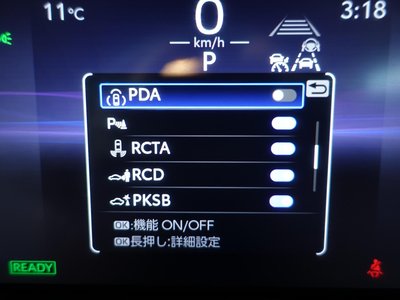 11℃
0
3:18
km/h
P
PDA
P
RCTA
RCD
PKSB
OK:機能 ON/OFF
OK長押し:詳細設定
READY